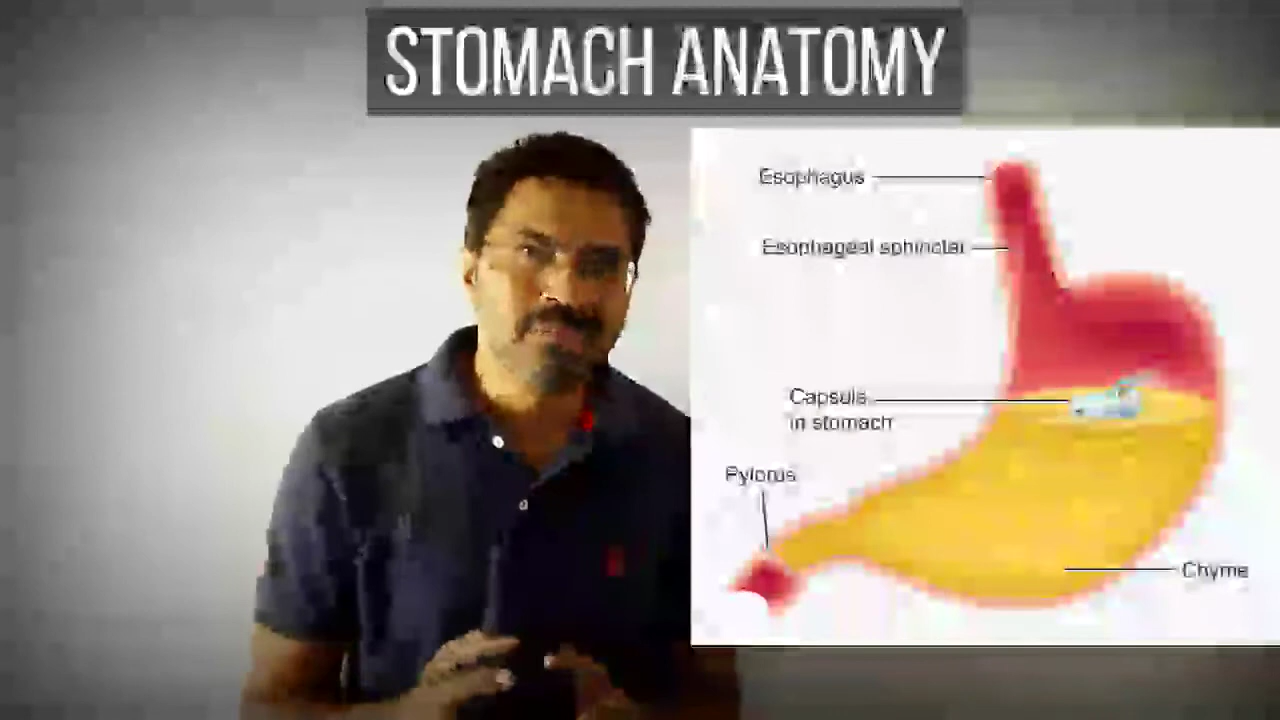 STOMACH ANATOMY
Esophagus
Esophageal sphincter
Capsule
in stomach
Pylorus
Chyme